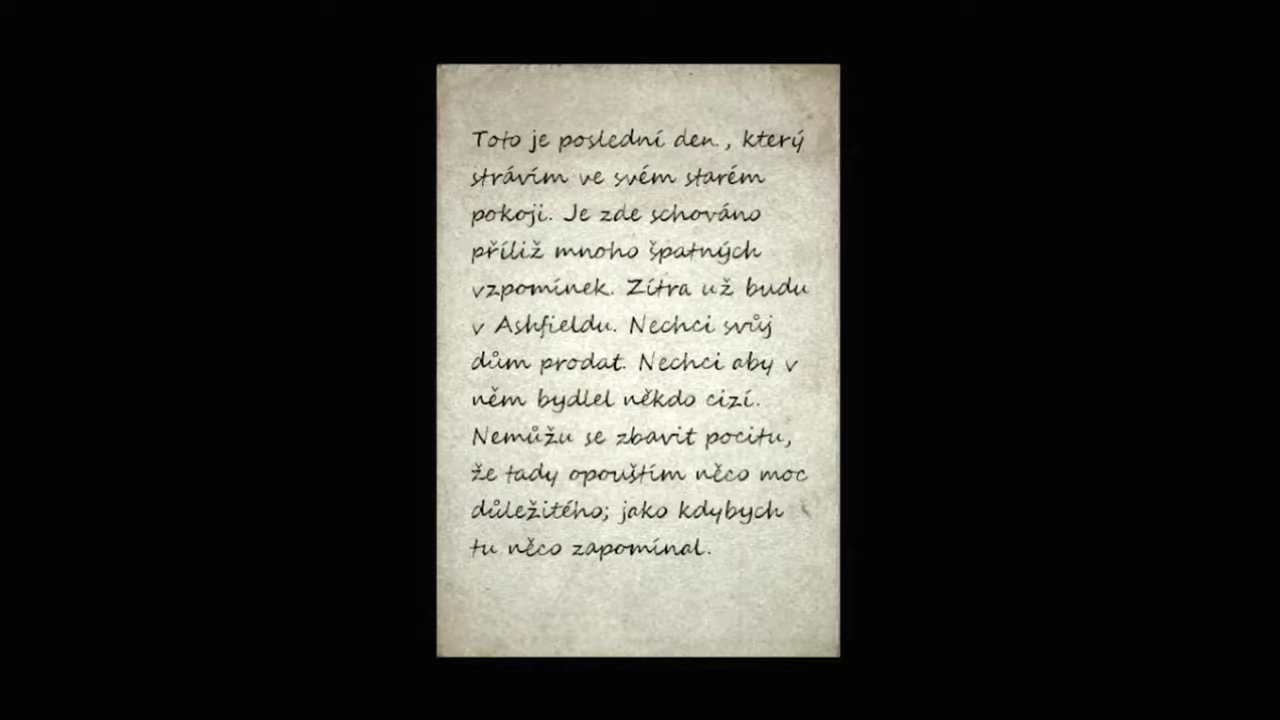 Toto je poslední den , který
strávím ve svém starém
pokoji. Je zde schováno
příliž mnoho špatných
vzpomínek. Zítra už budu
v Ashfieldu. Nechci svůj
dům prodat. Nechci aby v
něm bydlel někdo cizí.
Nemůžu se zbavit pocitu,
že tady opouštím něco moc
důležitého; jako kdybych
tu něco zapomínal.